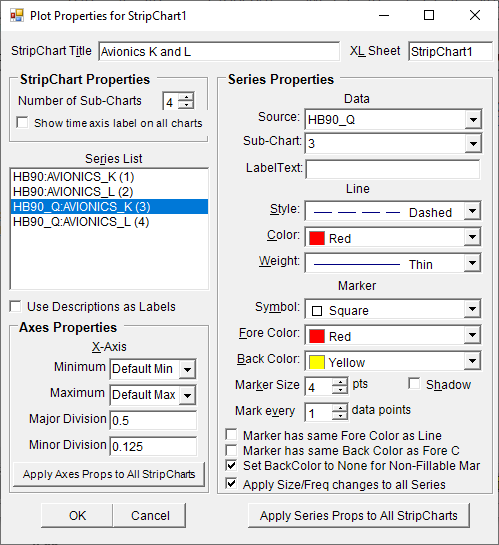 Plot Properties for StripChart1
StripChart Title Avionics K and L XL Sheet StripChart1
StripChart Properties
Number of Sub-Charts 4
Show time axis label on all charts
Series List
HB90:AVIONICS_K (1)
HB90:AVIONICS_L (2)
HB90_Q:AVIONICS_K (3)
HB90_Q:AVIONICS_L (4)
Use Descriptions as Labels
Axes Properties
X-Axis
Minimum Default Min
Maximum Default Max
Major Division 0.5
Minor Division 0.125
Apply Axes Props to All StripCharts
OK Cancel
Series Properties
Data
Source: HB90_Q
Sub-Chart: 3
LabelText:
Line
Style: Dashed
Color: Red
Weight: Thin
Marker
Symbol: Square
Fore Color: Red
Back Color: Yellow
Marker Size 4 pts Shadow
Mark every 1 data points
Marker has same Fore Color as Line
Marker has same Back Color as Fore C
Set BackColor to None for Non-Fillable Mar
Apply Size/Freq changes to all Series
Apply Series Props to All StripCharts